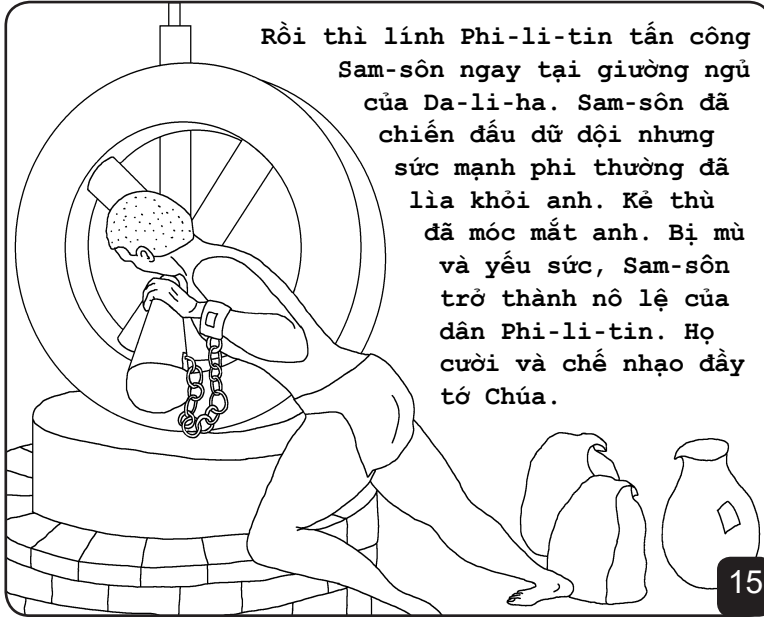 Rồi thì lính Phi-li-tin tấn công
Sam-sôn ngay tại giường ngủ
của Da-li-ha. Sam-sôn đã
chiến đấu dữ dội nhưng
sức mạnh phi thường đã
lìa khỏi anh. Kẻ thù
đã móc mắt anh. Bị mù
và yếu sức, Sam-sôn
trở thành nô lệ của
dân Phi-li-tin. Họ
cười và chế nhạo đầy
tớ Chúa.
15